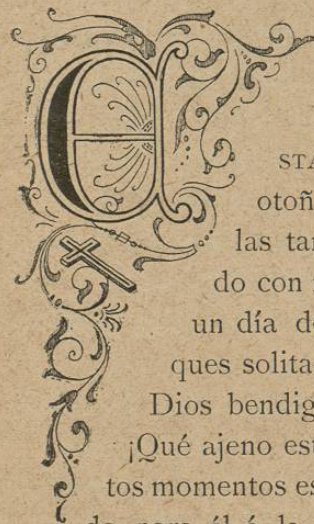 E
STA
otoñ
las tar
do con
un día d
ques solita
Dios bendig
¡Qué ajeno est
tos momentos es